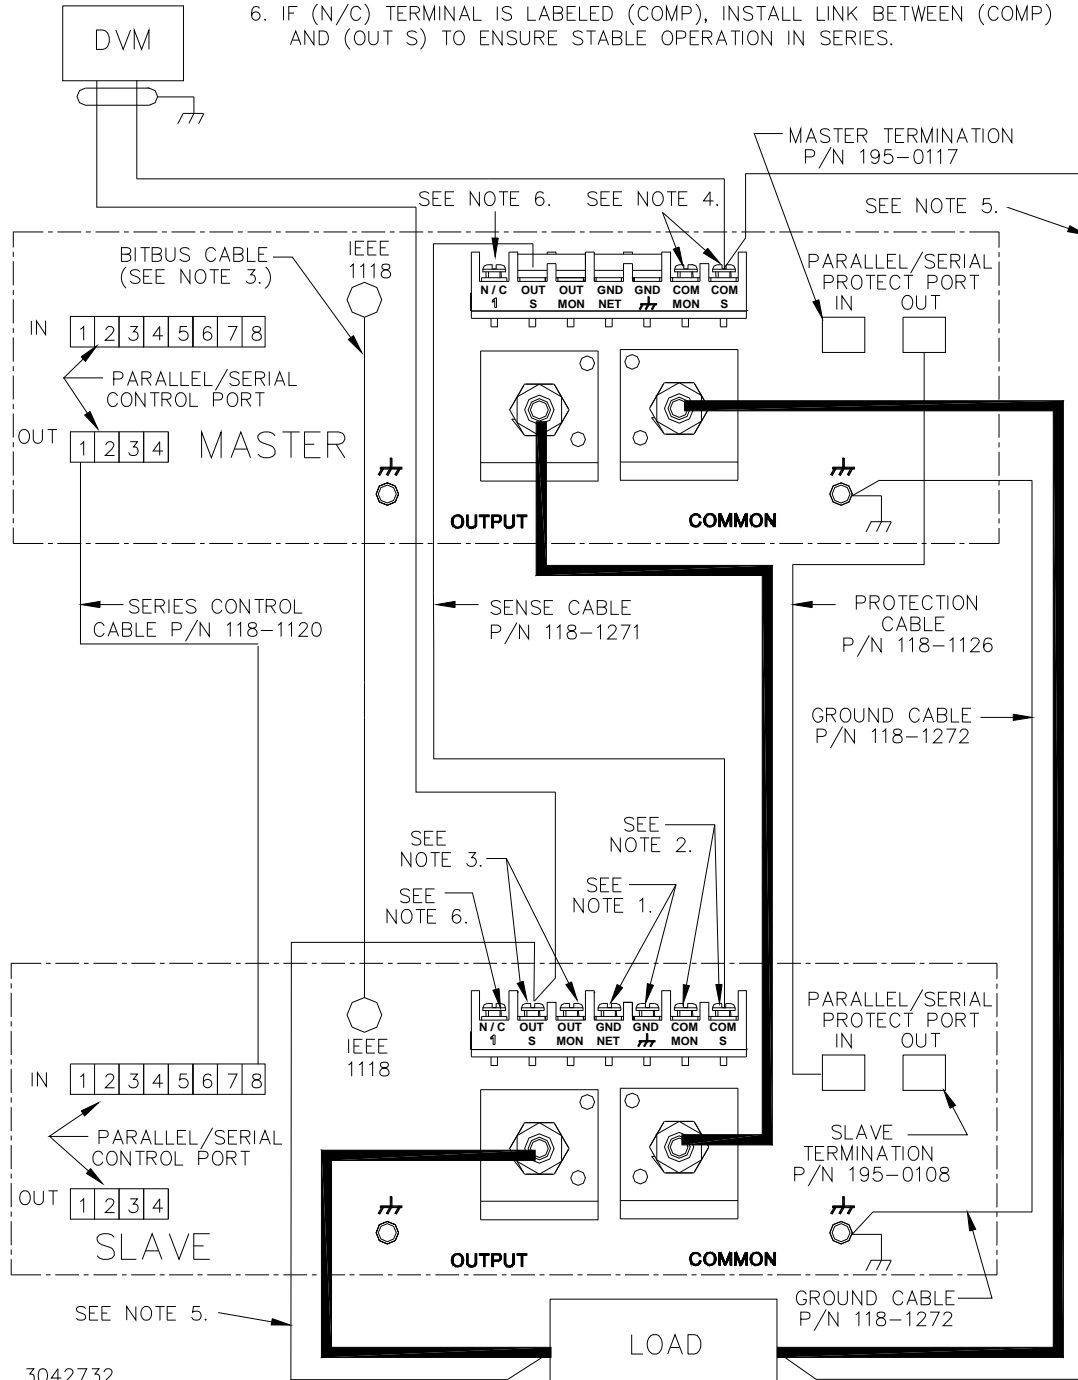 6. IF (N/C) TERMINAL IS LABELED (COMP), INSTALL LINK BETWEEN (COMP)
AND (OUT S) TO ENSURE STABLE OPERATION IN SERIES.
DVM
MASTER TERMINATION
P/N 195-0117
SEE NOTE 6.
SEE NOTE 4.
SEE NOTE 5.
BITBUS CABLE
(SEE NOTE 3.)
IEEE
1118
N/C
1
OUT
S
OUT
MON
GND
NET
GND
COM
MON
COM
S
PARALLEL/SERIAL
PROTECT PORT
IN OUT
IN 1 2 3 4 5 6 7 8
PARALLEL/SERIAL
CONTROL PORT
OUT 1 2 3 4
MASTER
OUTPUT
COMMON
SERIES CONTROL
CABLE P/N 118-1120
SENSE CABLE
P/N 118-1271
PROTECTION
CABLE
P/N 118-1126
GROUND CABLE
P/N 118-1272
SEE
NOTE 3.
SEE
NOTE 2.
SEE
NOTE 6.
SEE
NOTE 1.
IEEE
1118
N/C
1
OUT
S
OUT
MON
GND
NET
GND
COM
MON
COM
S
PARALLEL/SERIAL
PROTECT PORT
IN OUT
IN 1 2 3 4 5 6 7 8
PARALLEL/SERIAL
CONTROL PORT
OUT 1 2 3 4
SLAVE
SLAVE
TERMINATION
P/N 195-0108
OUTPUT
COMMON
SEE NOTE 5.
GROUND CABLE
P/N 118-1272
LOAD
3042732